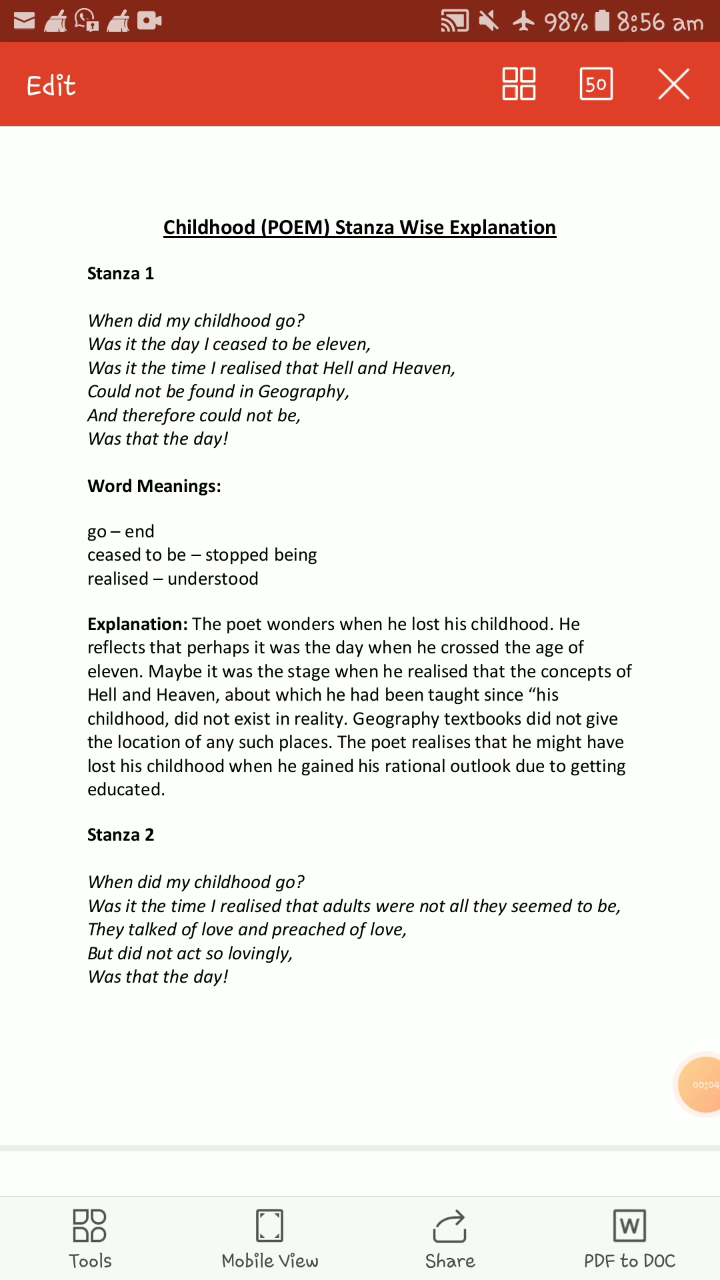 98% 8:56 am
Edit
50
Childhood (POEM) Stanza Wise Explanation
Stanza 1
When did my childhood go?
Was it the day I ceased to be eleven,
Was it the time I realised that Hell and Heaven,
Could not be found in Geography,
And therefore could not be,
Was that the day!
Word Meanings:
go – end
ceased to be – stopped being
realised – understood
Explanation: The poet wonders when he lost his childhood. He
reflects that perhaps it was the day when he crossed the age of
eleven. Maybe it was the stage when he realised that the concepts of
Hell and Heaven, about which he had been taught since “his
childhood, did not exist in reality. Geography textbooks did not give
the location of any such places. The poet realises that he might have
lost his childhood when he gained his rational outlook due to getting
educated.
Stanza 2
When did my childhood go?
Was it the time I realised that adults were not all they seemed to be,
They talked of love and preached of love,
But did not act so lovingly,
Was that the day!
00:04
Tools
Mobile View
Share
W
PDF to DOC